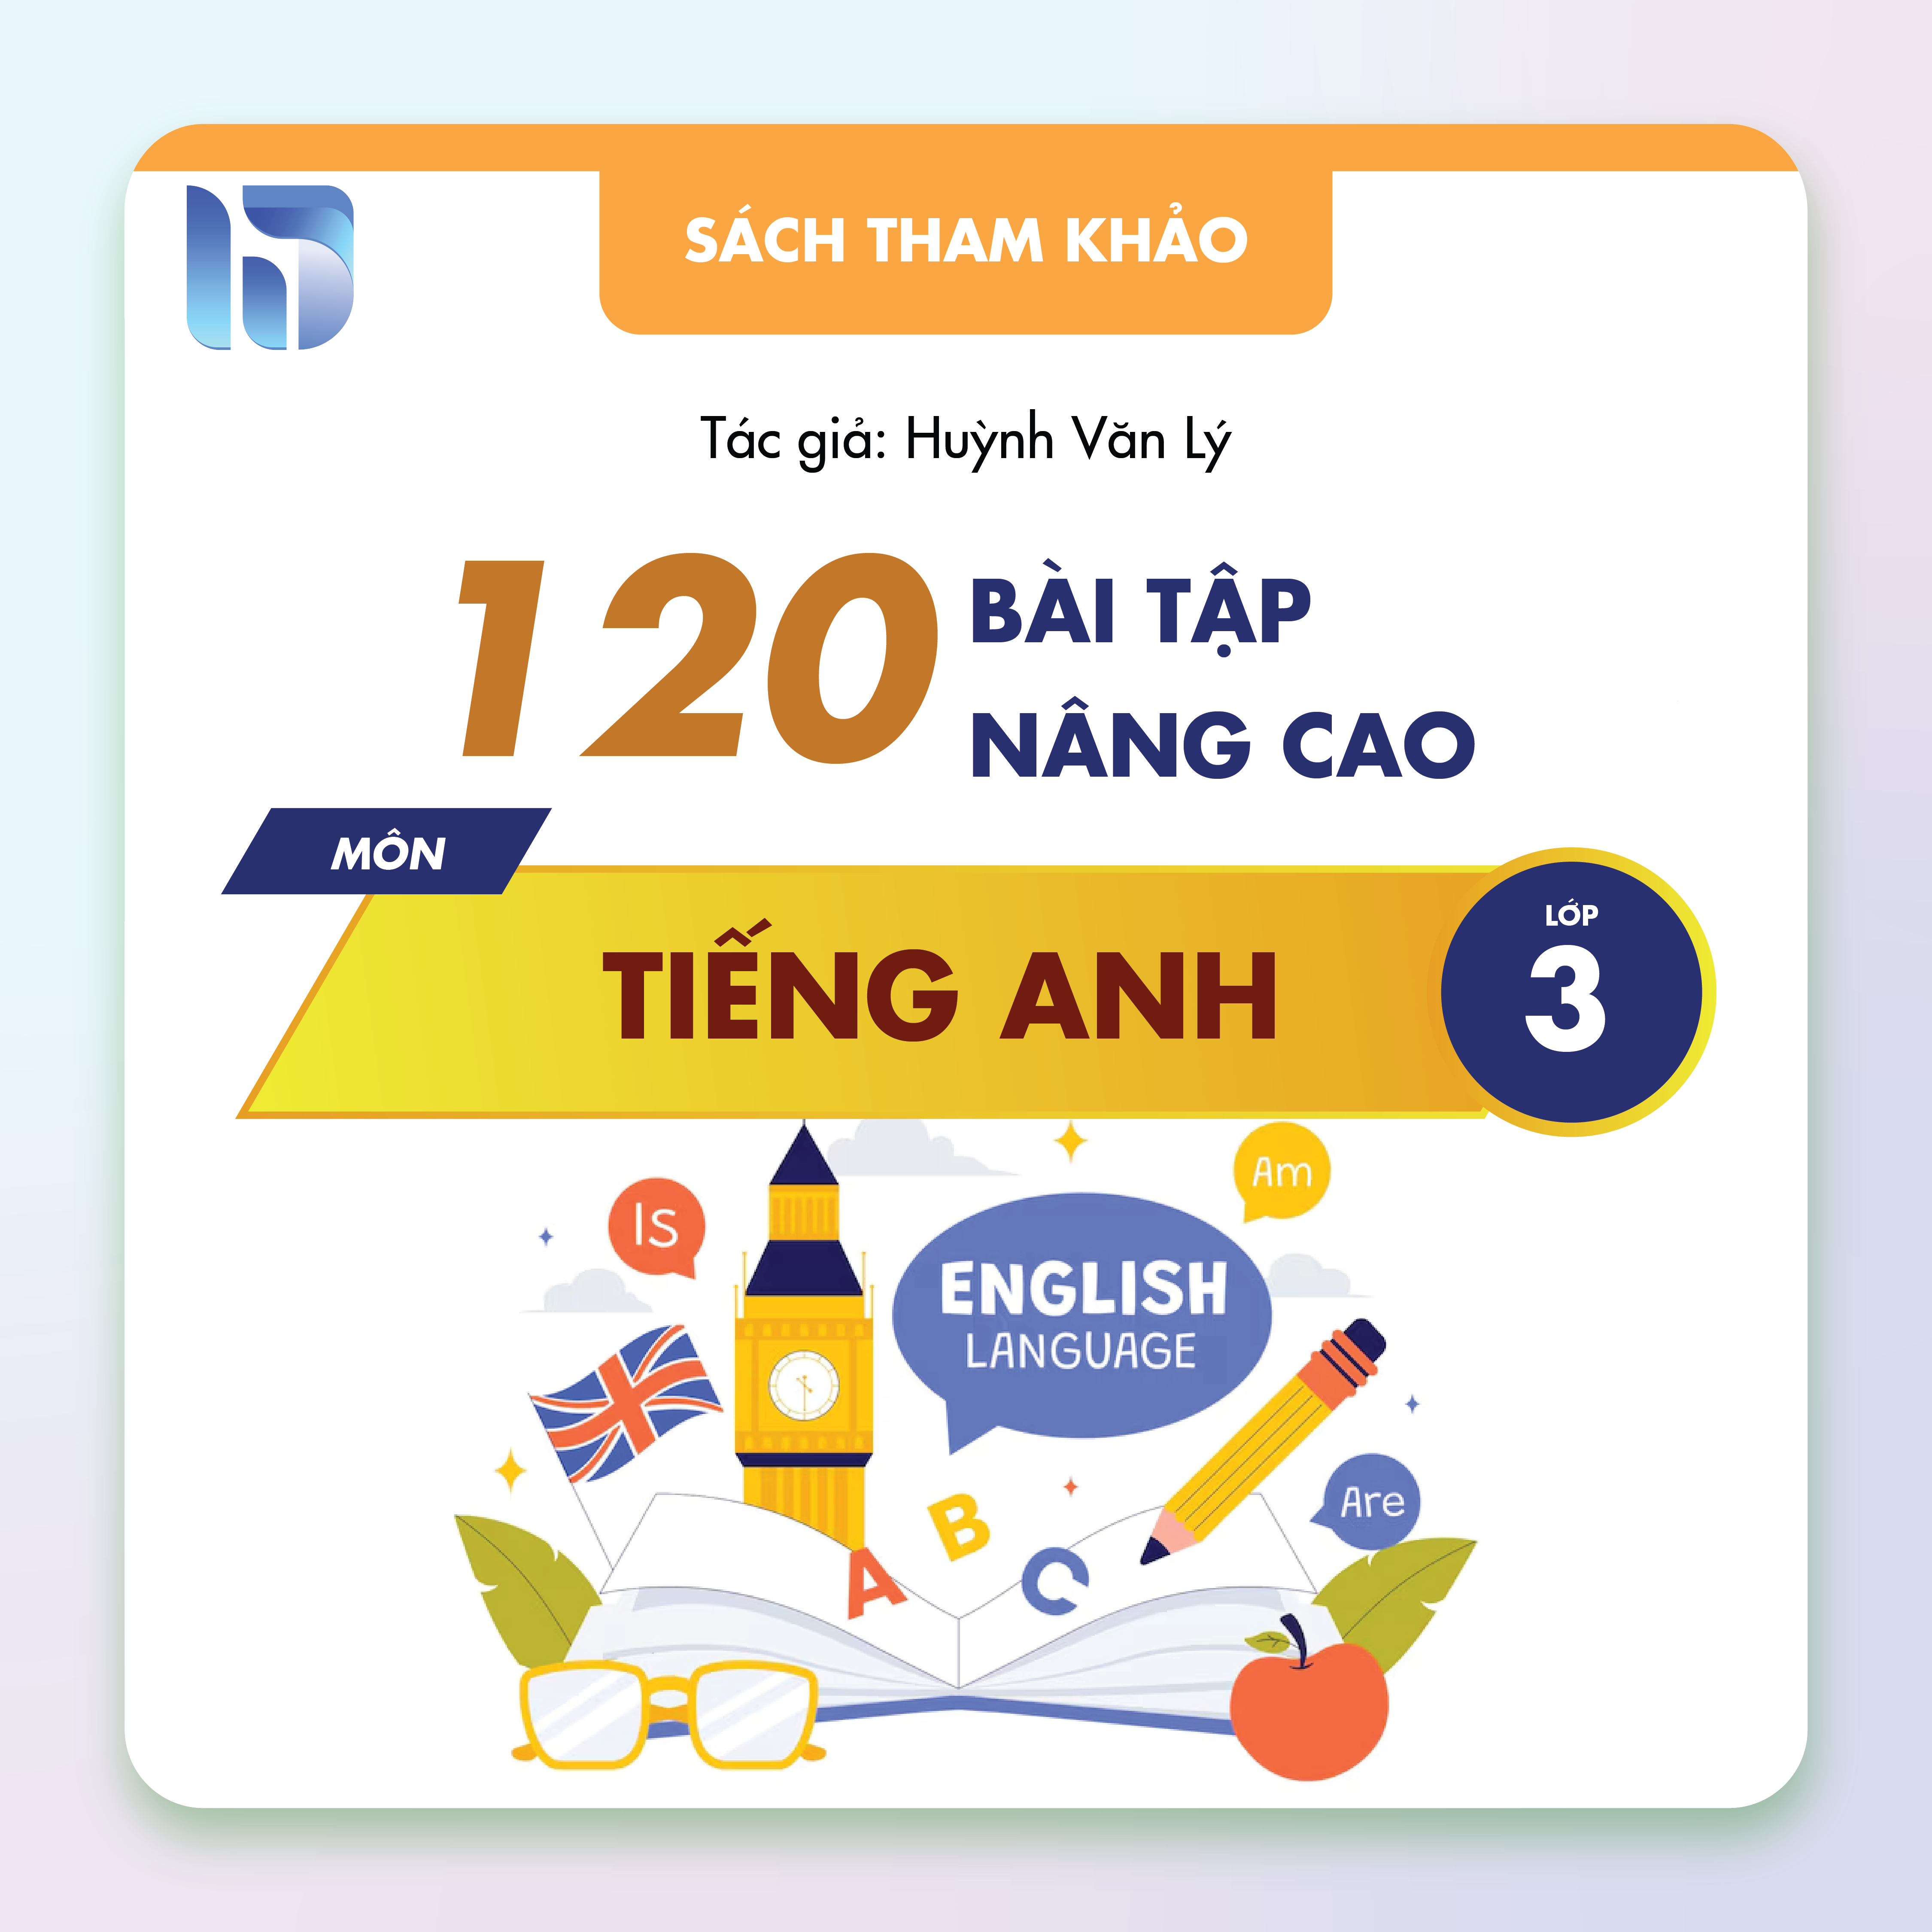 SÁCH THAM KHẢO
Tác giả: Huỳnh Văn Lý
120
BÀI TẬP
NÂNG CAO
MÔN
TIẾNG ANH
LỚP
3
Is
Am
ENGLISH
LANGUAGE
Are
A
B
C